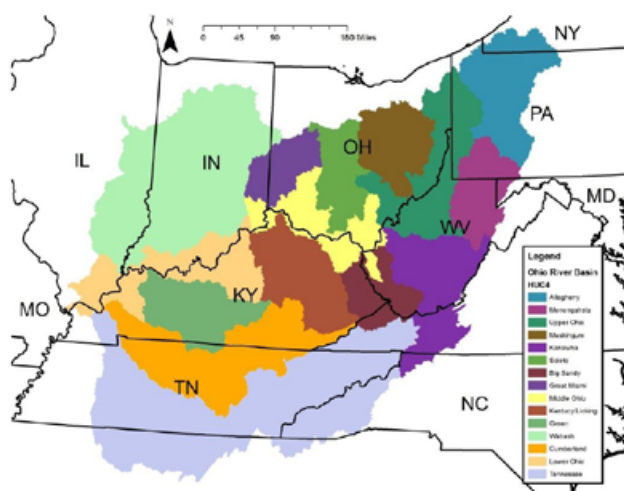 N
0 45 90 180 Miles
NY
PA
OH
IL
IN
MD
WV
KY
MO
TN
NC
Legend
Ohio River Basin
HUC4
Allegheny
Monongahela
Upper Ohio
Muskingum
Kanawha
Scioto
Big Sandy
Great Miami
Middle Ohio
Kentucky/Licking
Green
Wabash
Cumberland
Lower Ohio
Tennessee